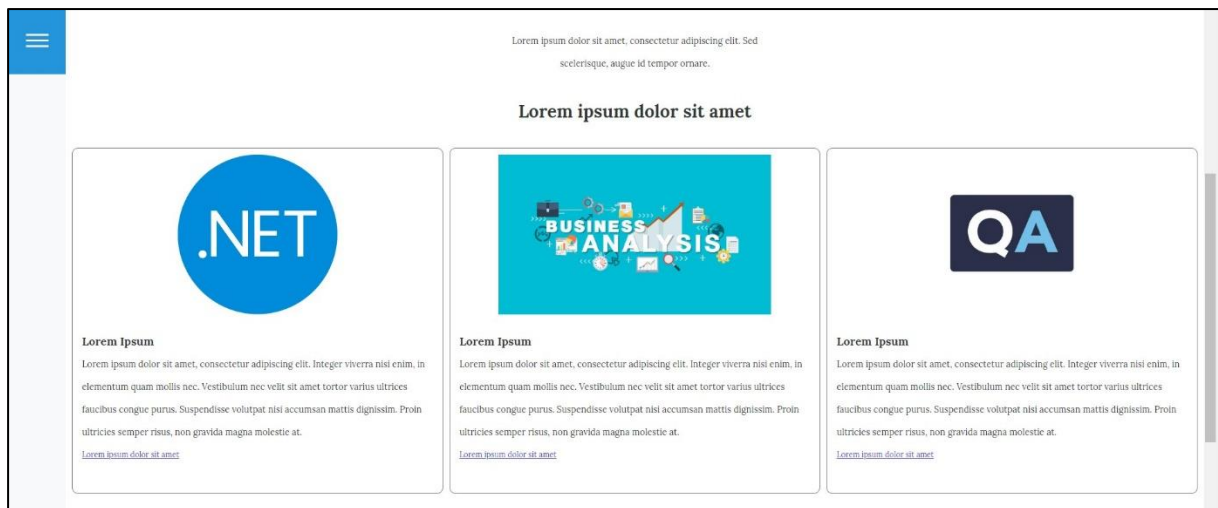 Lorem ipsum dolor sit amet, consectetur adipiscing elit. Sed
scelerisque, augue id tempor ornare.
Lorem ipsum dolor sit amet
.NET
Lorem Ipsum
Lorem ipsum dolor sit amet, consectetur adipiscing elit. Integer viverra nisi enim, in
elementum quam mollis nec. Vestibulum nec velit sit amet tortor varius ultrices
faucibus congue purus. Suspendisse volutpat nisi accumsan mattis dignissim. Proin
ultricies semper risus, non gravida magna molestie at.
Lorem ipsum dolor sit amet
BUSINESS
ANALYSIS
Lorem Ipsum
Lorem ipsum dolor sit amet, consectetur adipiscing elit. Integer viverra nisi enim, in
elementum quam mollis nec. Vestibulum nec velit sit amet tortor varius ultrices
faucibus congue purus. Suspendisse volutpat nisi accumsan mattis dignissim. Proin
ultricies semper risus, non gravida magna molestie at.
Lorem ipsum dolor sit amet
QA
Lorem Ipsum
Lorem ipsum dolor sit amet, consectetur adipiscing elit. Integer viverra nisi enim, in
elementum quam mollis nec. Vestibulum nec velit sit amet tortor varius ultrices
faucibus congue purus. Suspendisse volutpat nisi accumsan mattis dignissim. Proin
ultricies semper risus, non gravida magna molestie at.
Lorem ipsum dolor sit amet